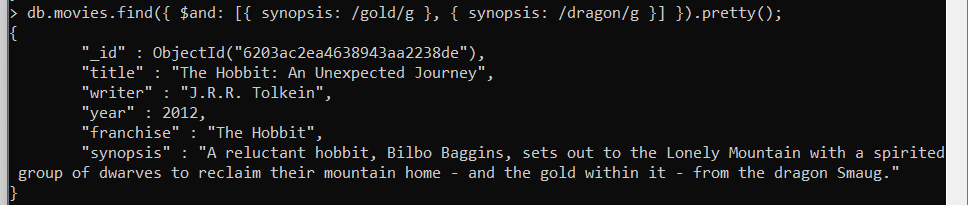 > db.movies.find({ $and: [{ synopsis: /gold/g }, { synopsis: /dragon/g }] }).pretty();
{
        "_id" : ObjectId("6203ac2ea4638943aa2238de"),
        "title" : "The Hobbit: An Unexpected Journey",
        "writer" : "J.R.R. Tolkein",
        "year" : 2012,
        "franchise" : "The Hobbit",
        "synopsis" : "A reluctant hobbit, Bilbo Baggins, sets out to the Lonely Mountain with a spirited
 group of dwarves to reclaim their mountain home - and the gold within it - from the dragon Smaug."
}